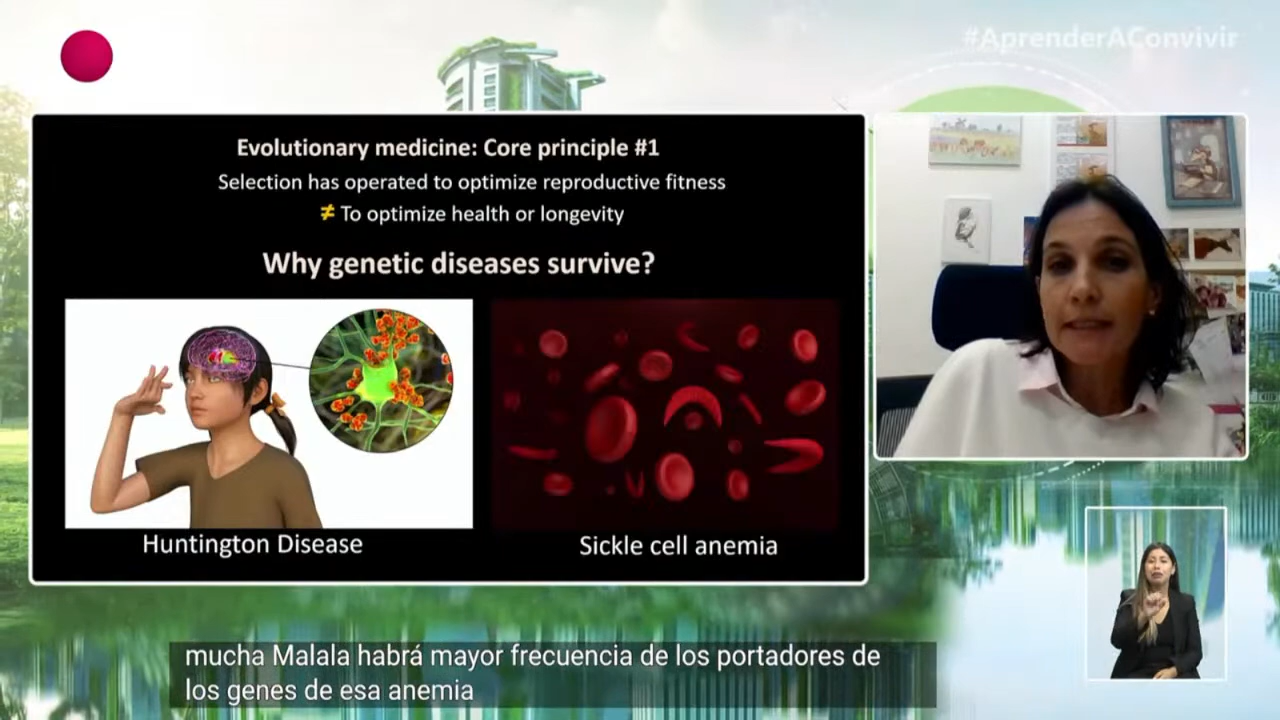 #AprenderAConvivir
Evolutionary medicine: Core principle #1
Selection has operated to optimize reproductive fitness
≠ To optimize health or longevity
Why genetic diseases survive?
Huntington Disease
Sickle cell anemia
mucha Malala habrá mayor frecuencia de los portadores de
los genes de esa anemia